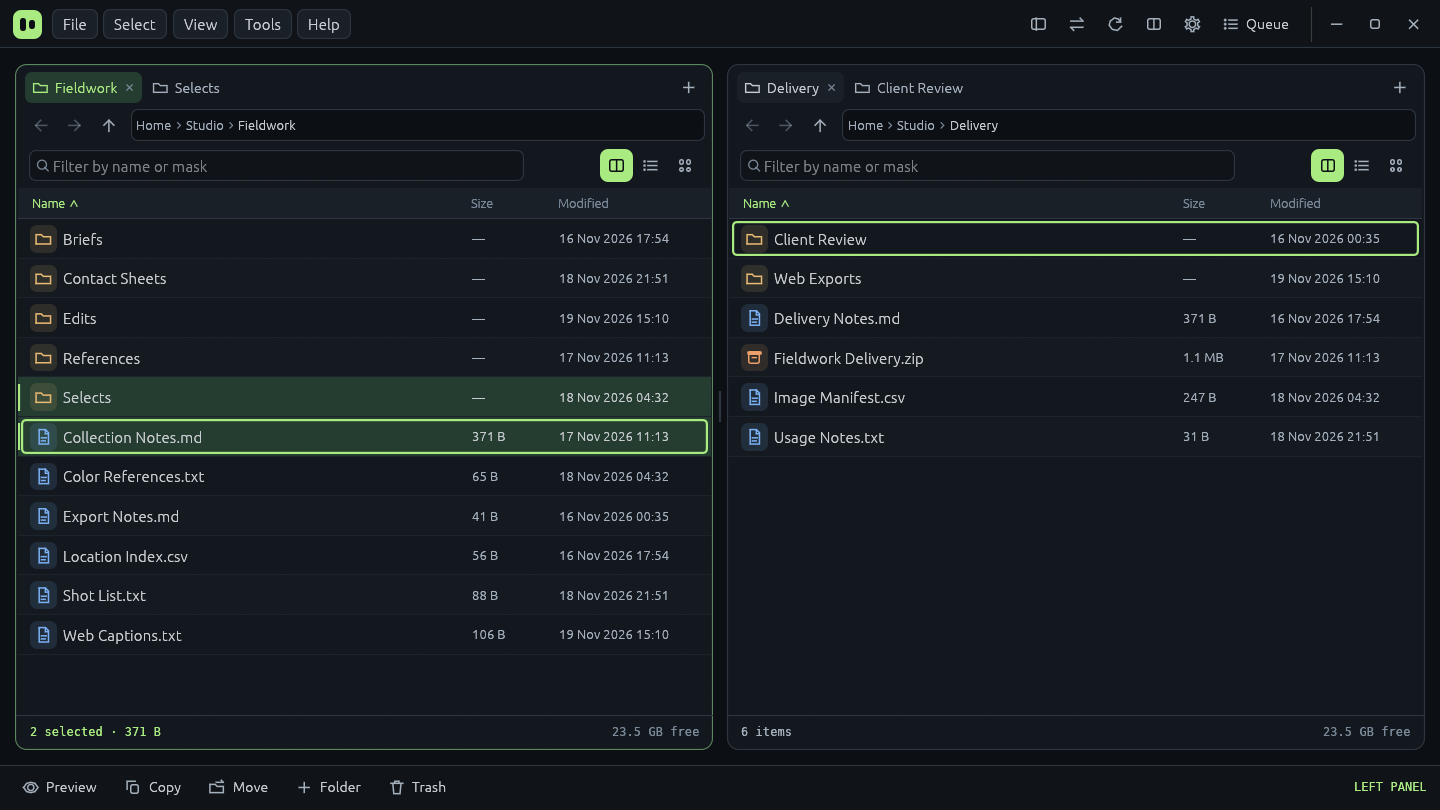 File Select View Tools Help Queue
Fieldwork Selects
Home Studio Fieldwork
Filter by name or mask
Name Size Modified
Briefs — 16 Nov 2026 17:54
Contact Sheets — 18 Nov 2026 21:51
Edits — 19 Nov 2026 15:10
References — 17 Nov 2026 11:13
Selects — 18 Nov 2026 04:32
Collection Notes.md 371 B 17 Nov 2026 11:13
Color References.txt 65 B 18 Nov 2026 04:32
Export Notes.md 41 B 16 Nov 2026 00:35
Location Index.csv 56 B 16 Nov 2026 17:54
Shot List.txt 88 B 18 Nov 2026 21:51
Web Captions.txt 106 B 19 Nov 2026 15:10
2 selected · 371 B 23.5 GB free
Delivery Client Review
Home Studio Delivery
Filter by name or mask
Name Size Modified
Client Review — 16 Nov 2026 00:35
Web Exports — 19 Nov 2026 15:10
Delivery Notes.md 371 B 16 Nov 2026 17:54
Fieldwork Delivery.zip 1.1 MB 17 Nov 2026 11:13
Image Manifest.csv 247 B 18 Nov 2026 04:32
Usage Notes.txt 31 B 18 Nov 2026 21:51
6 items 23.5 GB free
Preview Copy Move Folder Trash LEFT PANEL